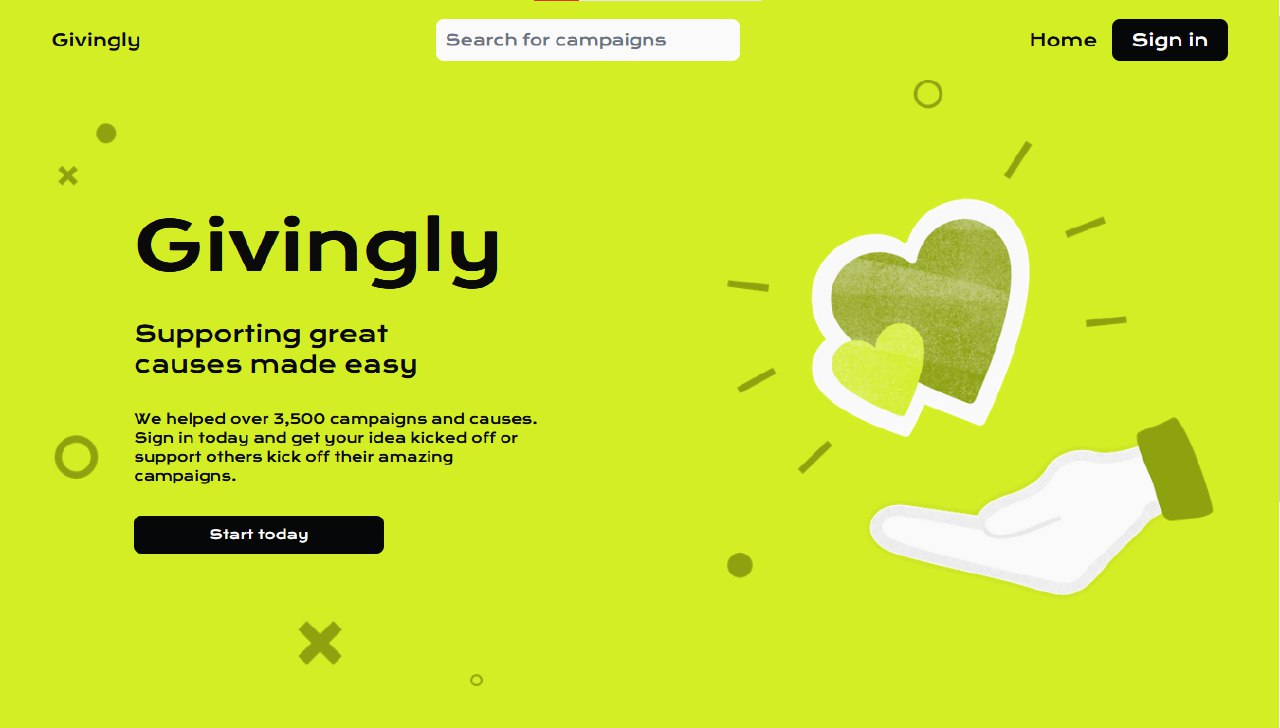 Givingly
Search for campaigns
Home
Sign in
Givingly
Supporting great
causes made easy
We helped over 3,500 campaigns and causes.
Sign in today and get your idea kicked off or
support others kick off their amazing
campaigns.
Start today